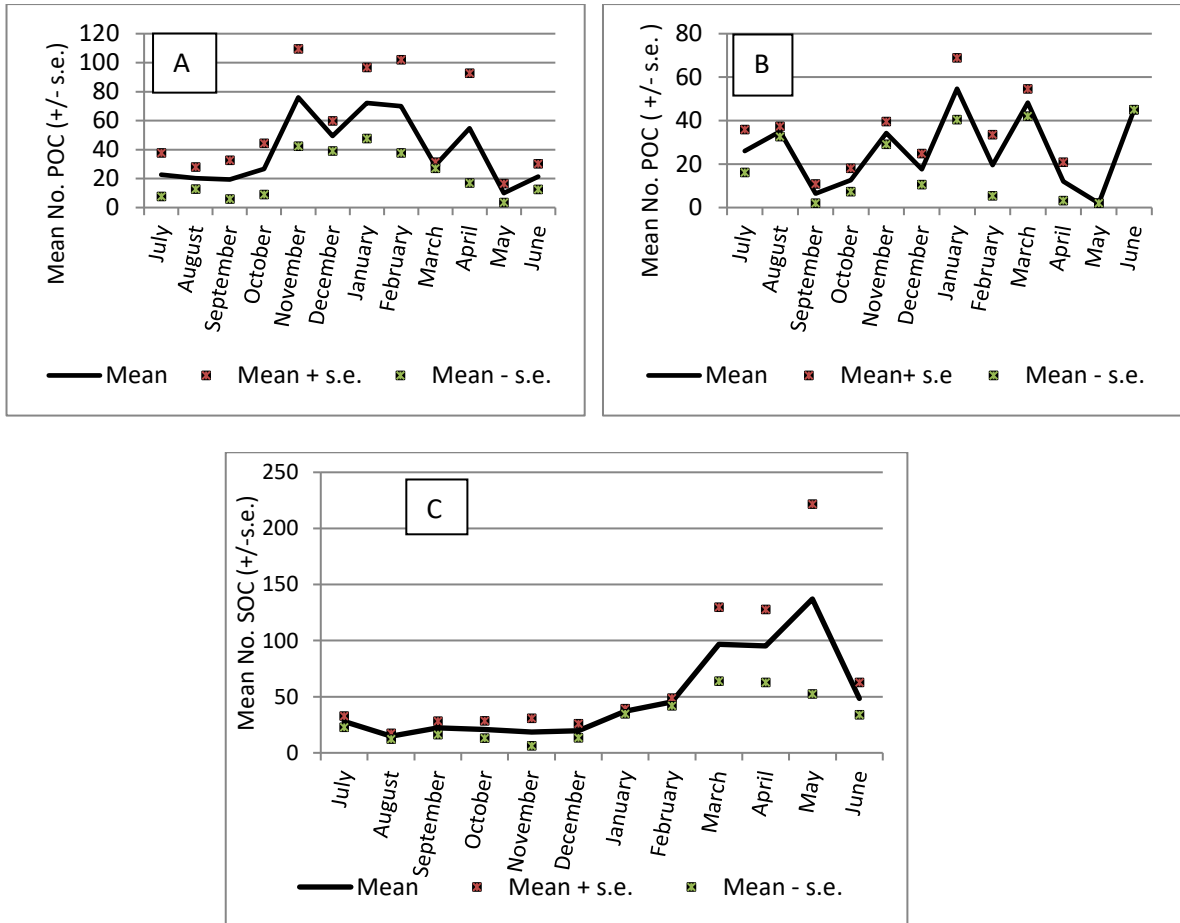 A
Mean No. POC (+/- s.e.)
120
100
80
60
40
20
0
July
August
September
October
November
December
January
February
March
April
May
June
Mean
Mean + s.e.
Mean - s.e.
B
Mean No. POC ( +/- s.e.)
80
60
40
20
0
July
August
September
October
November
December
January
February
March
April
May
June
Mean
Mean+ s.e
Mean - s.e.
C
Mean No. SOC (+/-s.e.)
250
200
150
100
50
0
July
August
September
October
November
December
January
February
March
April
May
June
Mean
Mean + s.e.
Mean - s.e.